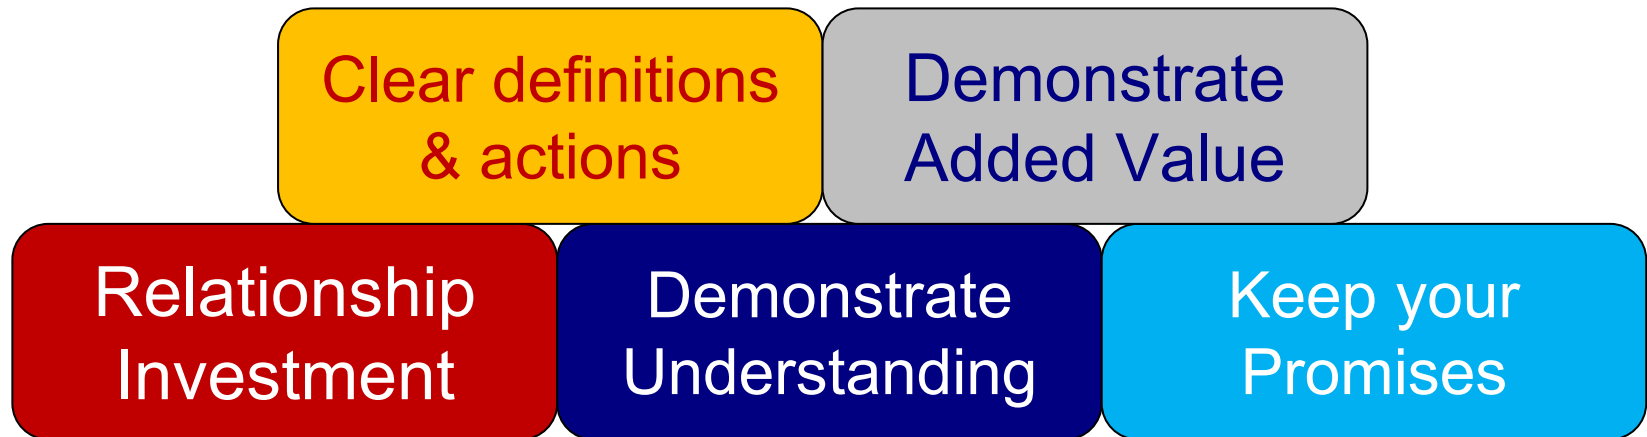 Clear definitions
& actions
Demonstrate
Added Value
Relationship
Investment
Demonstrate
Understanding
Keep your
Promises